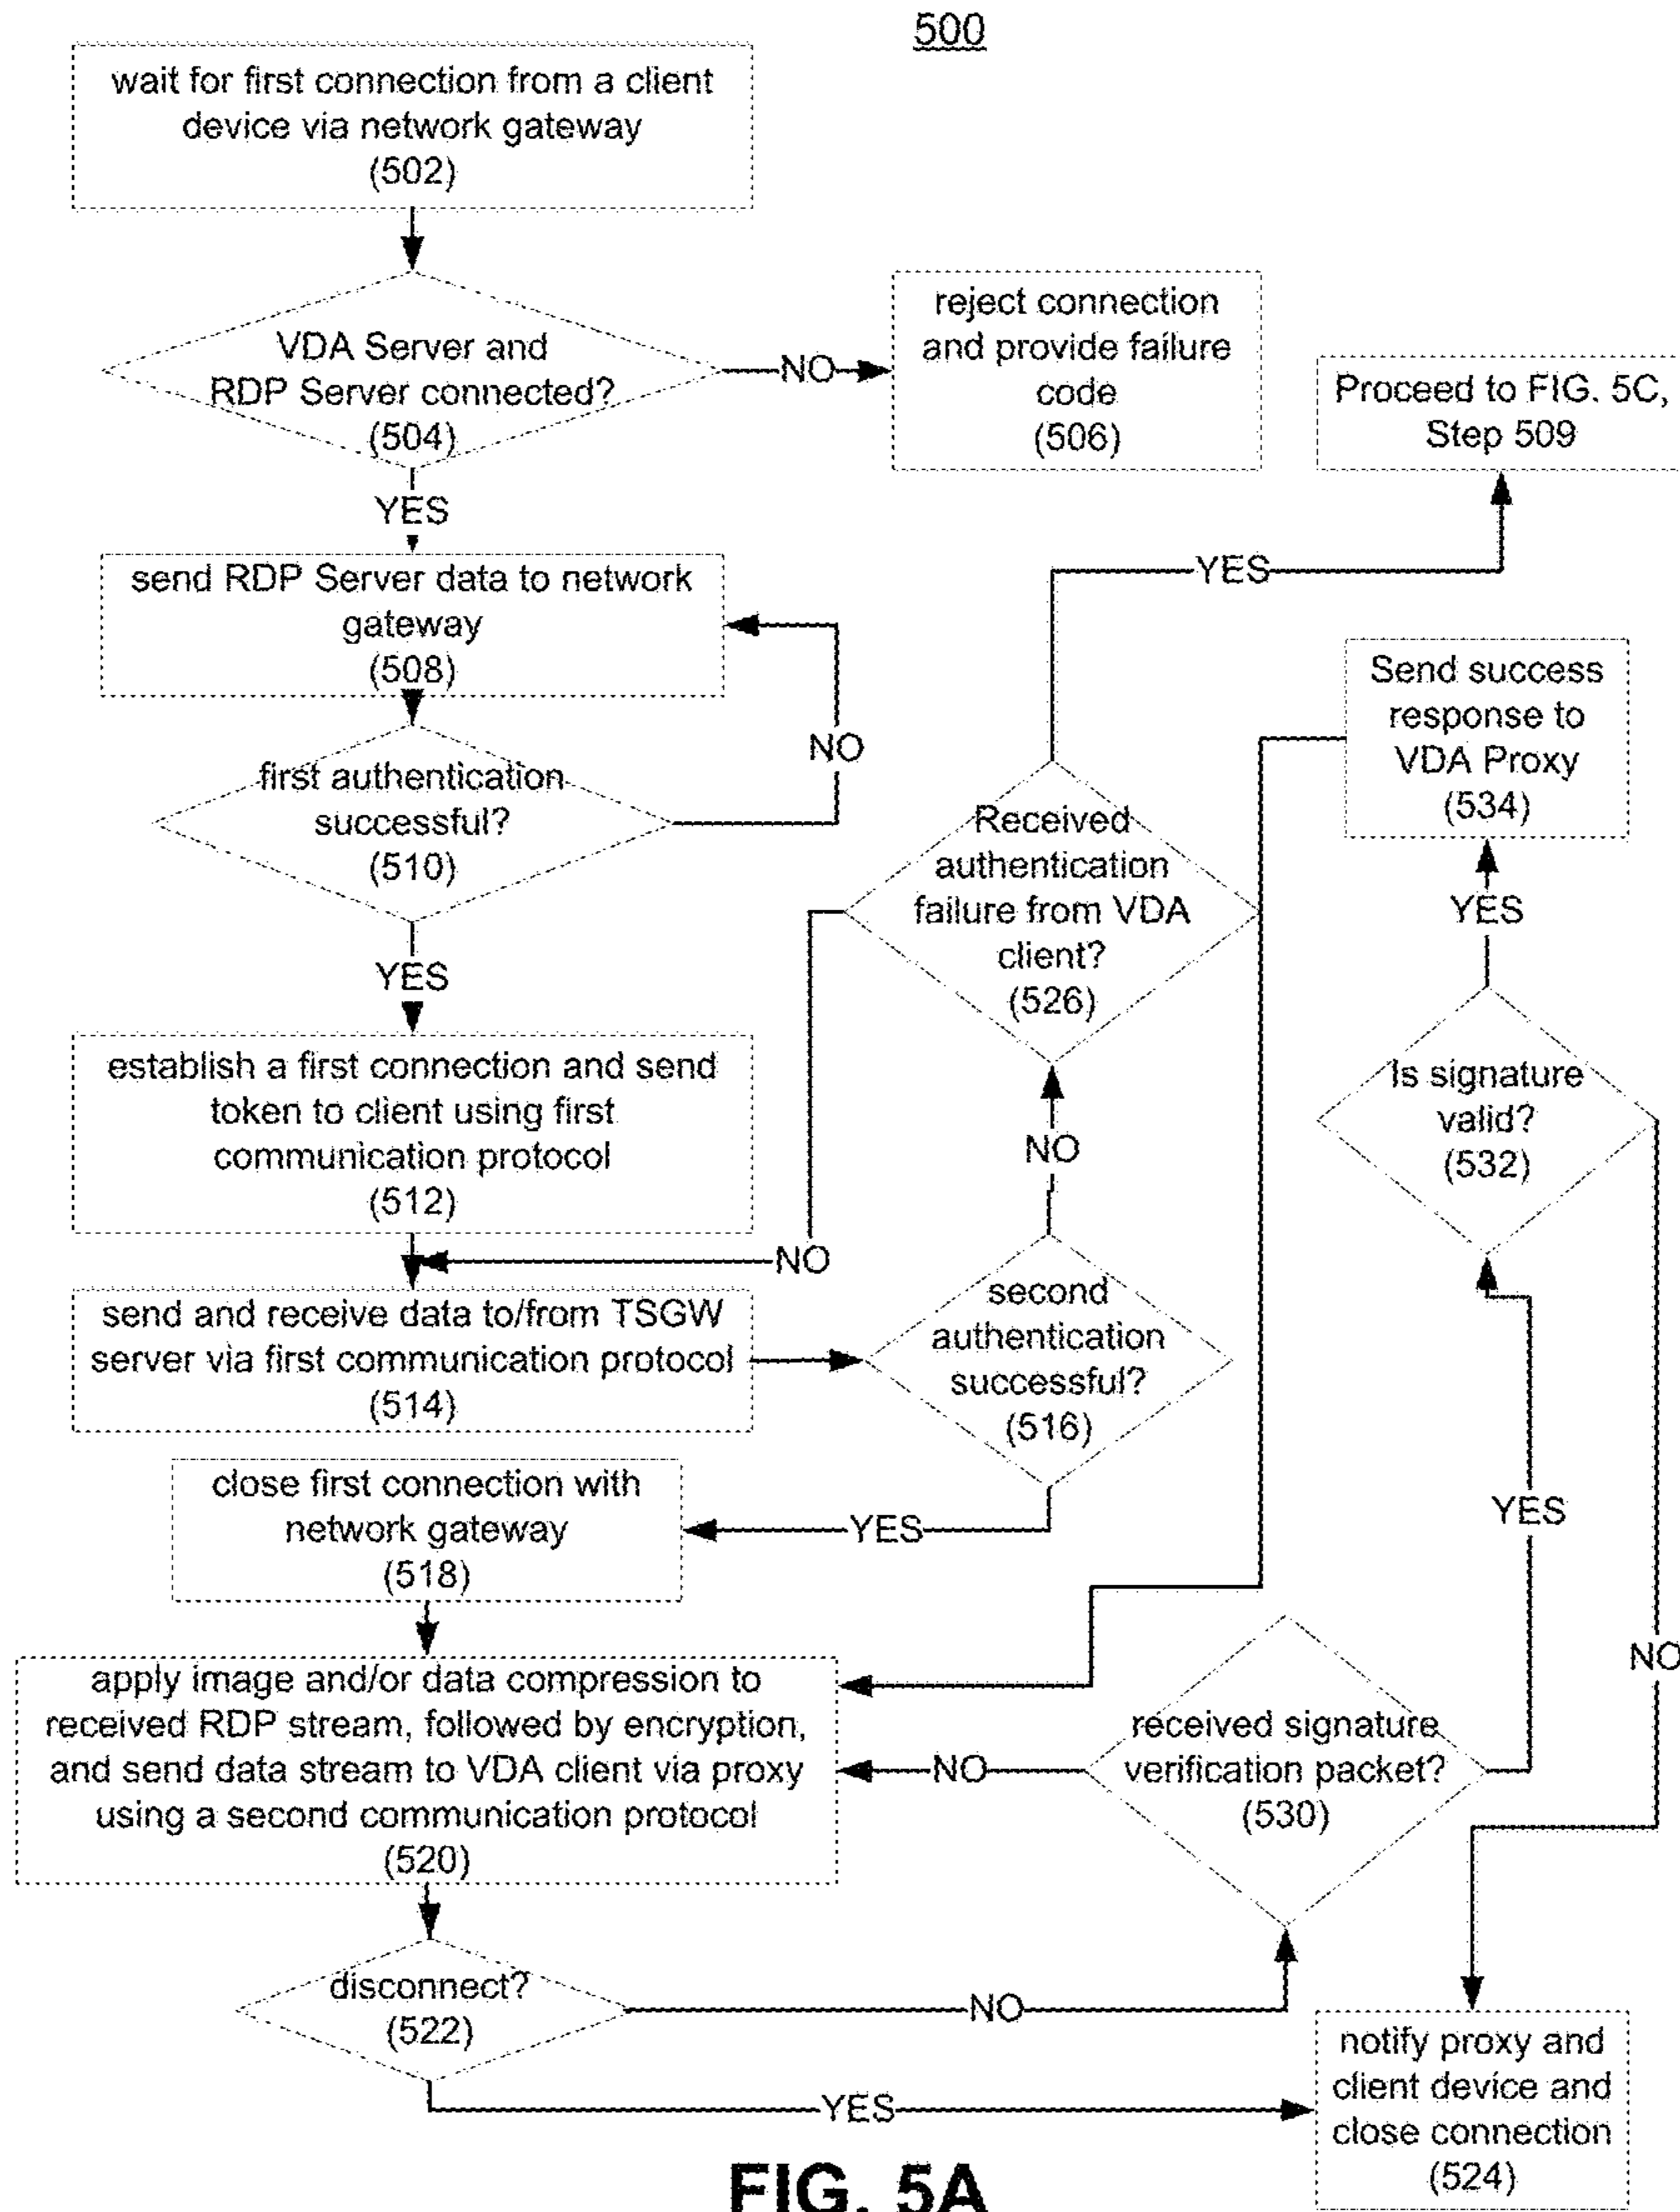 500
wait for first connection from a client
device via network gateway
(502)
VDA Server and
RDP Server connected?
(504)
NO
reject connection
and provide failure
code
(506)
Proceed to FIG. 5C,
Step 509
YES
send RDP Server data to network
gateway
(508)
YES
NO
first authentication
successful?
(510)
Received
authentication
failure from VDA
client?
(526)
Send success
response to
VDA Proxy
(534)
YES
YES
establish a first connection and send
token to client using first
communication protocol
(512)
NO
Is signature
valid?
(532)
NO
send and receive data to/from TSGW
server via first communication protocol
(514)
second
authentication
successful?
(516)
close first connection with
network gateway
(518)
YES
YES
NO
apply image and/or data compression to
received RDP stream, followed by encryption,
and send data stream to VDA client via proxy
using a second communication protocol
(520)
NO
received signature
verification packet?
(530)
disconnect?
(522)
NO
YES
notify proxy and
client device and
close connection
(524)
FIG. 5A